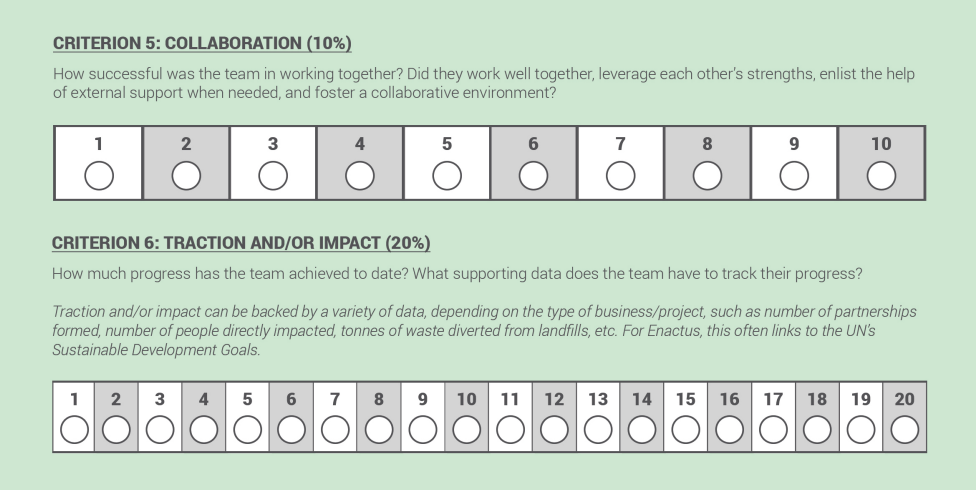 CRITERION 5: COLLABORATION (10%)
How successful was the team in working together? Did they work well together, leverage each other's strengths, enlist the help
of external support when needed, and foster a collaborative environment?
1 2 3 4 5 6 7 8 9 10
CRITERION 6: TRACTION AND/OR IMPACT (20%)
How much progress has the team achieved to date? What supporting data does the team have to track their progress?
Traction and/or impact can be backed by a variety of data, depending on the type of business/project, such as number of partnerships
formed, number of people directly impacted, tonnes of waste diverted from landfills, etc. For Enactus, this often links to the UN's
Sustainable Development Goals.
1 2 3 4 5 6 7 8 9 10 11 12 13 14 15 16 17 18 19 20